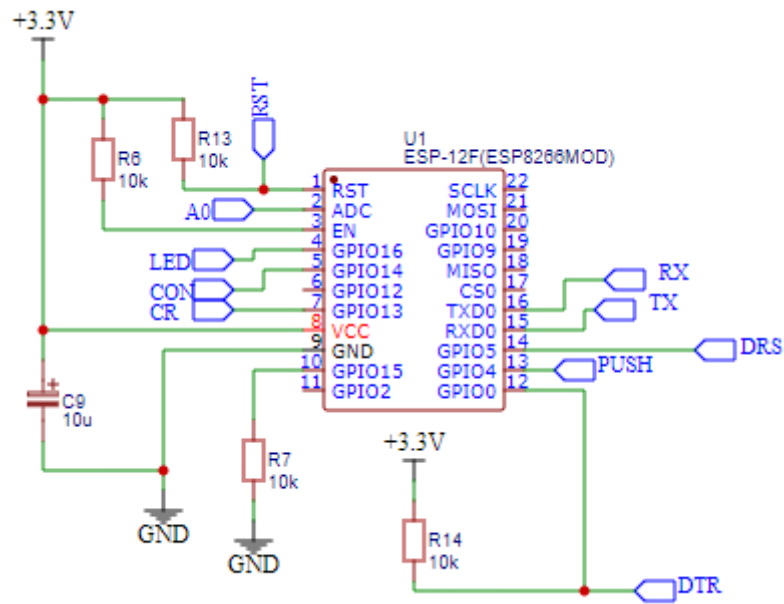 +3.3V
RST
R6
10k
R13
10k
U1
ESP-12F(ESP8266MOD)
A0
LED
CON
CR
1 RST
2 ADC
3 EN
4 GPIO16
5 GPIO14
6 GPIO12
7 GPIO13
8 VCC
9 GND
10 GPIO15
11 GPIO2
SCLK 22
MOSI 21
GPIO10 20
GPIO9 19
MISO 18
CS0 17
TXD0 16
RXD0 15
GPIO5 14
GPIO4 13
GPIO0 12
RX
TX
DRS
PUSH
C9
10u
+
GND
R7
10k
GND
+3.3V
R14
10k
DTR